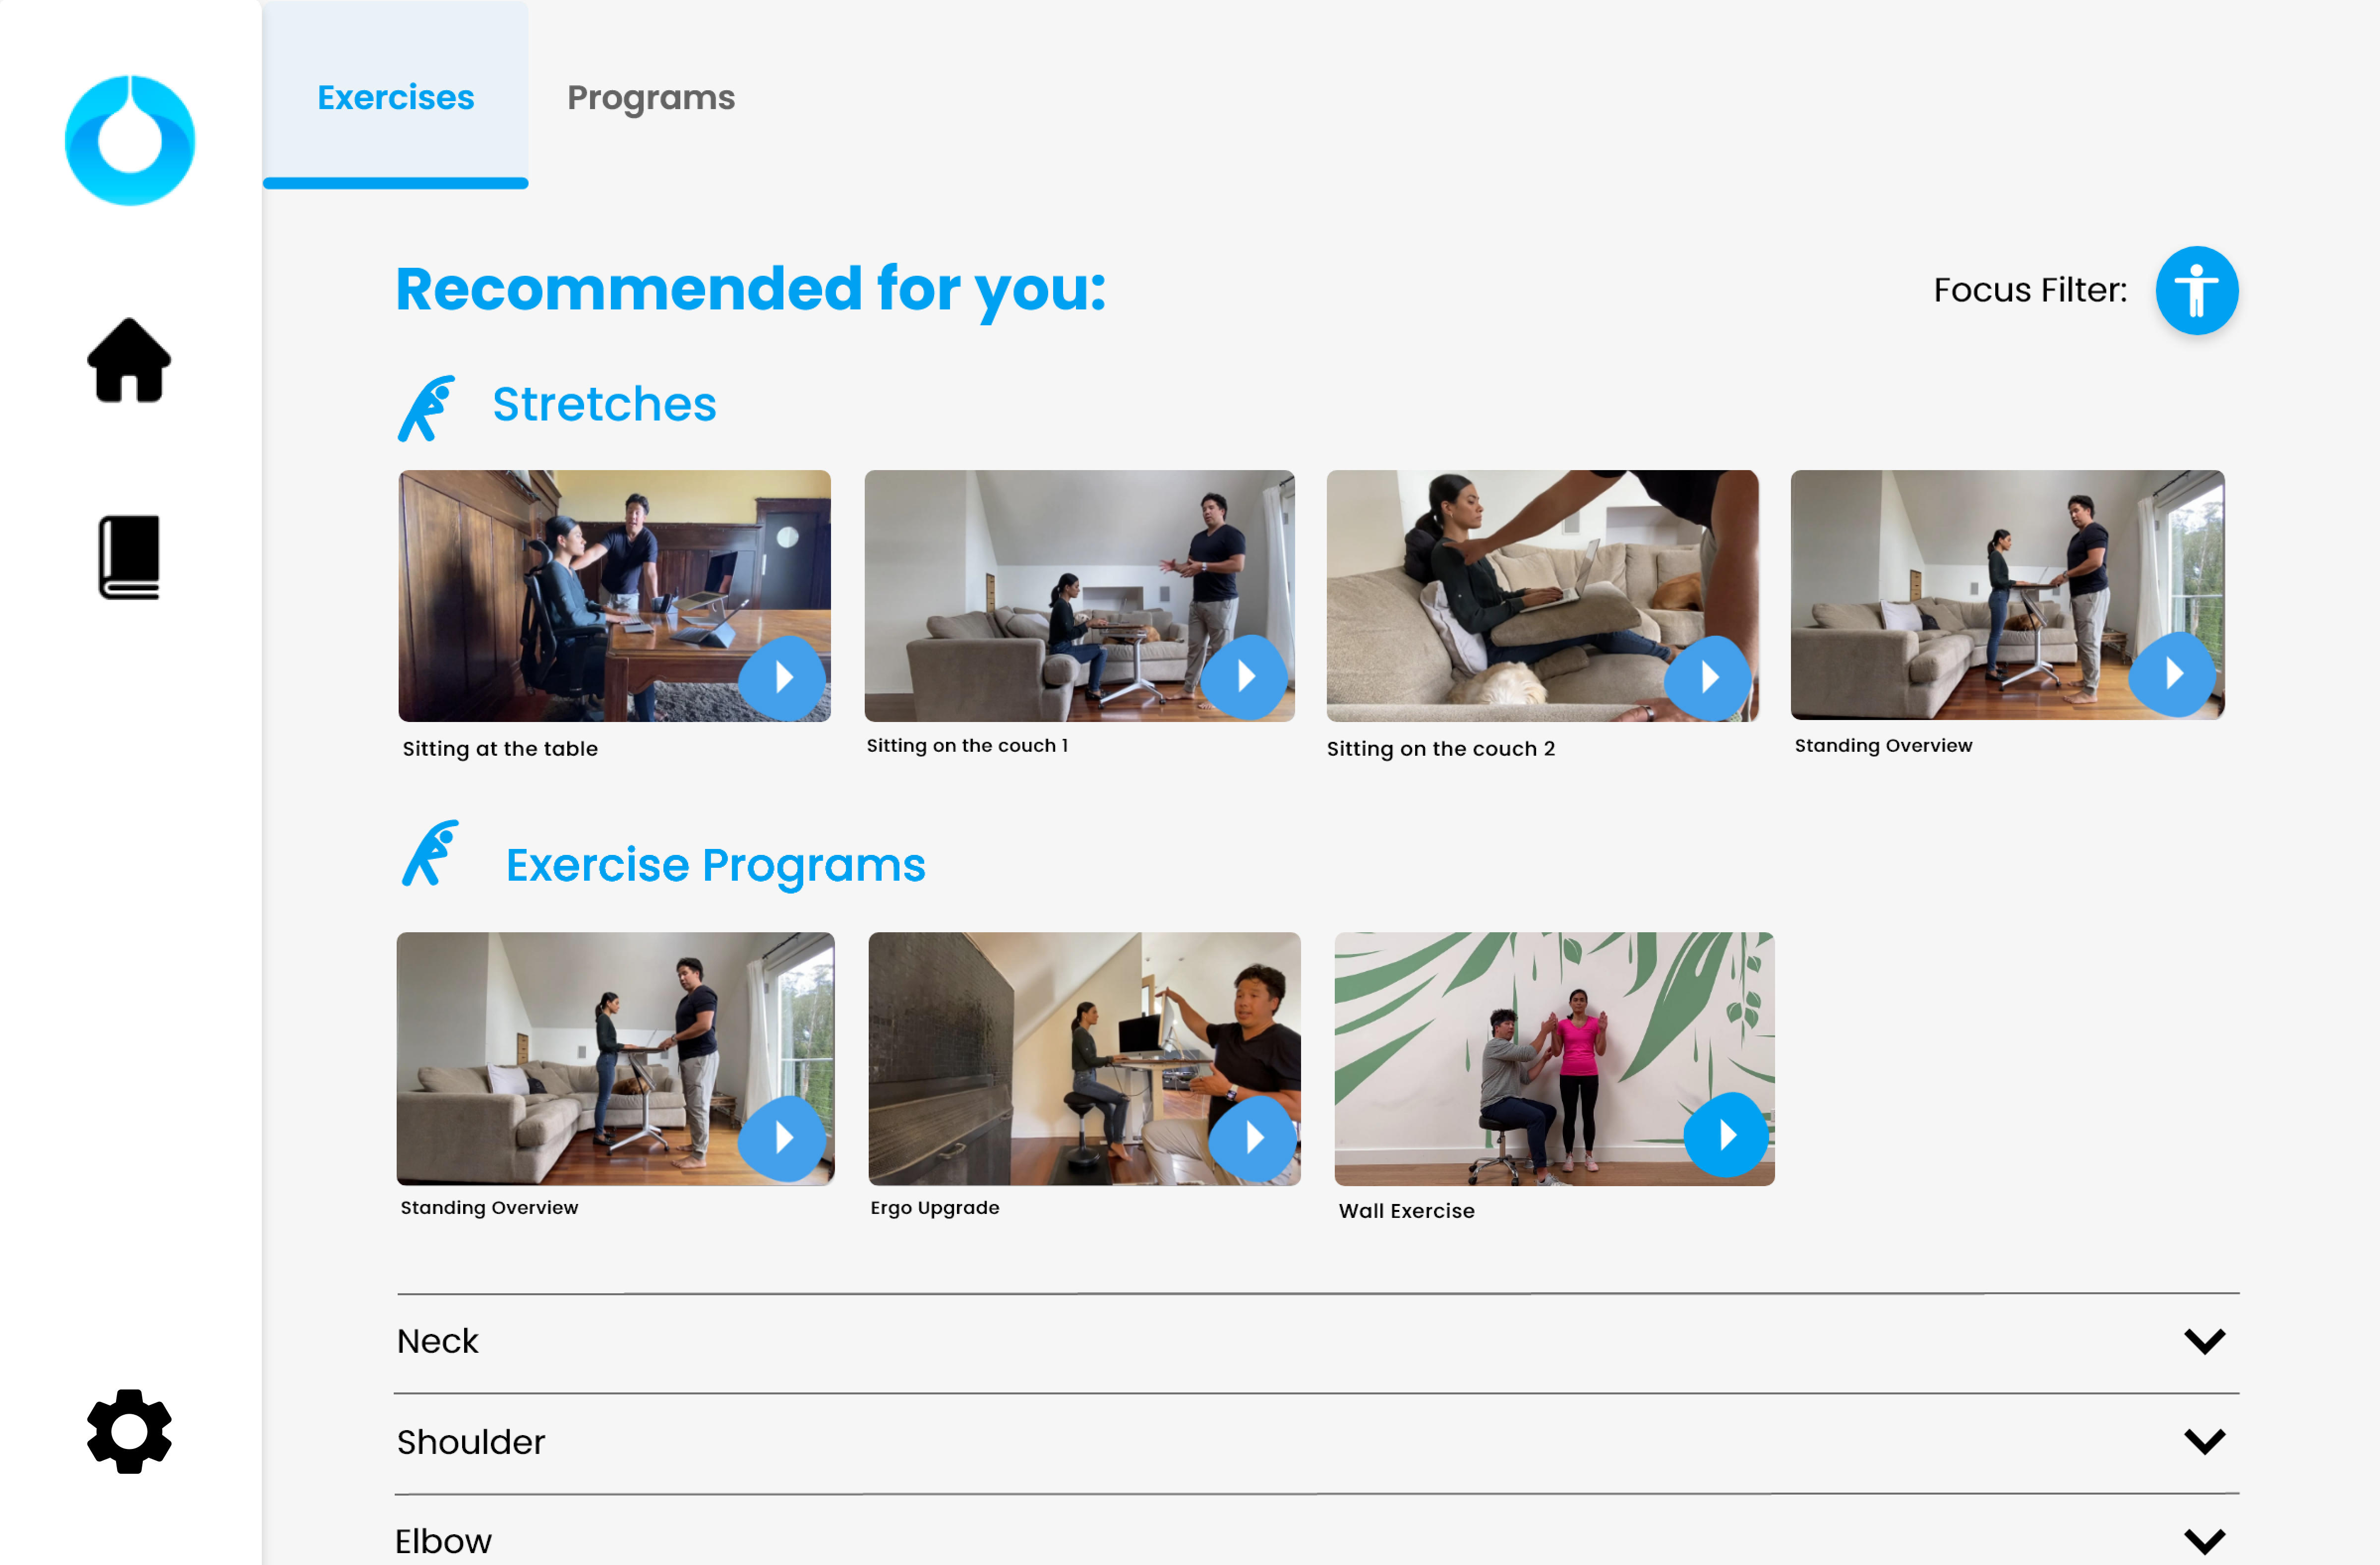 Exercises
Programs
Recommended for you:
Focus Filter:
Stretches
Sitting at the table
Sitting on the couch 1
Sitting on the couch 2
Standing Overview
Exercise Programs
Standing Overview
Ergo Upgrade
Wall Exercise
Neck
Shoulder
Elbow